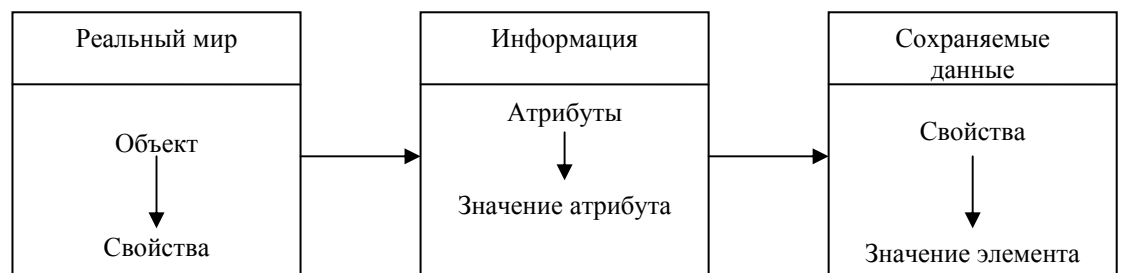 Реальный мир
Объект
Свойства
Информация
Атрибуты
Значение атрибута
Сохраняемые
данные
Свойства
Значение элемента